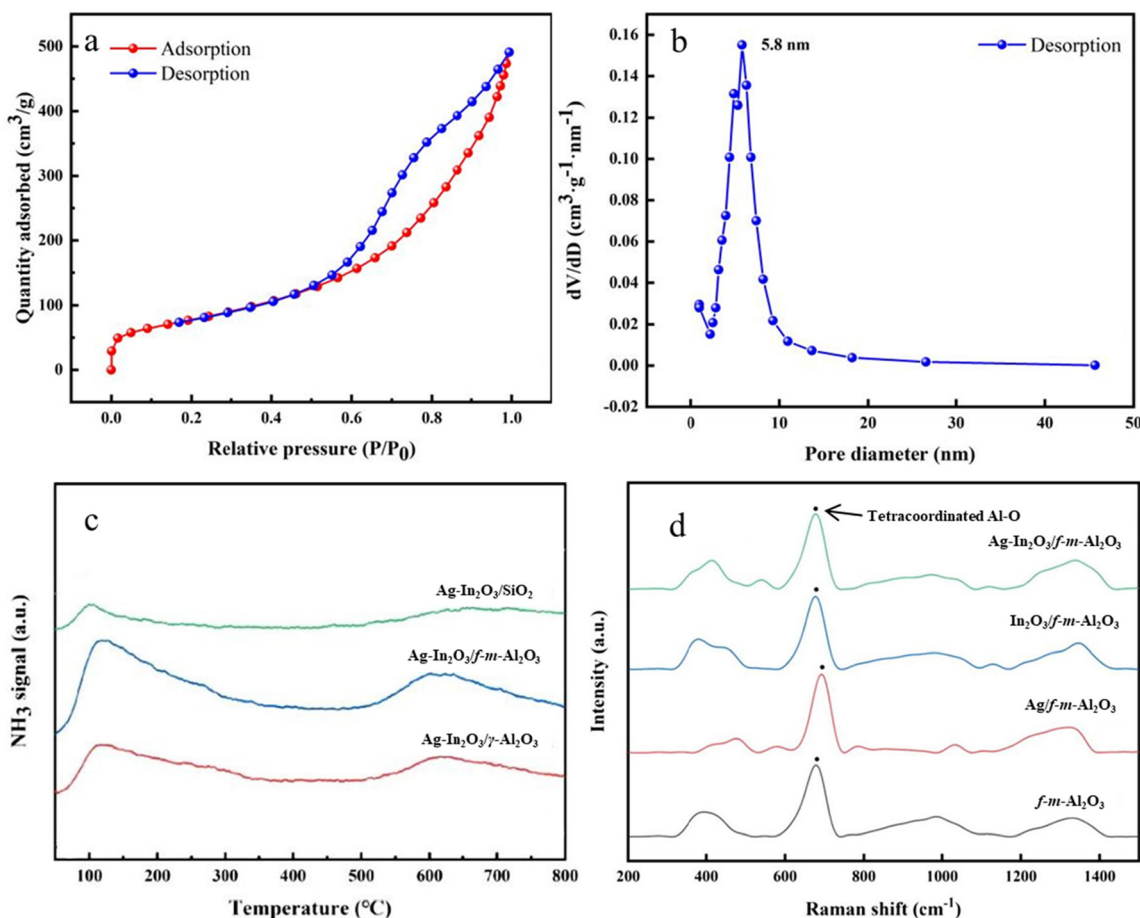 a
Adsorption
Desorption
500
400
300
200
100
0
Quantity adsorbed (cm³/g)
0.0 0.2 0.4 0.6 0.8 1.0
Relative pressure (P/P₀)
b
5.8 nm
Desorption
0.16
0.14
0.12
0.10
0.08
0.06
0.04
0.02
0.00
-0.02
dV/dD (cm³·g⁻¹·nm⁻¹)
0 10 20 30 40 50
Pore diameter (nm)
c
Ag-In₂O₃/SiO₂
Ag-In₂O₃/f-m-Al₂O₃
Ag-In₂O₃/γ-Al₂O₃
NH₃ signal (a.u.)
100 200 300 400 500 600 700 800
Temperature (°C)
d
Tetracoordinated Al-O
Ag-In₂O₃/f-m-Al₂O₃
In₂O₃/f-m-Al₂O₃
Ag/f-m-Al₂O₃
f-m-Al₂O₃
Intensity (a.u.)
200 400 600 800 1000 1200 1400
Raman shift (cm⁻¹)